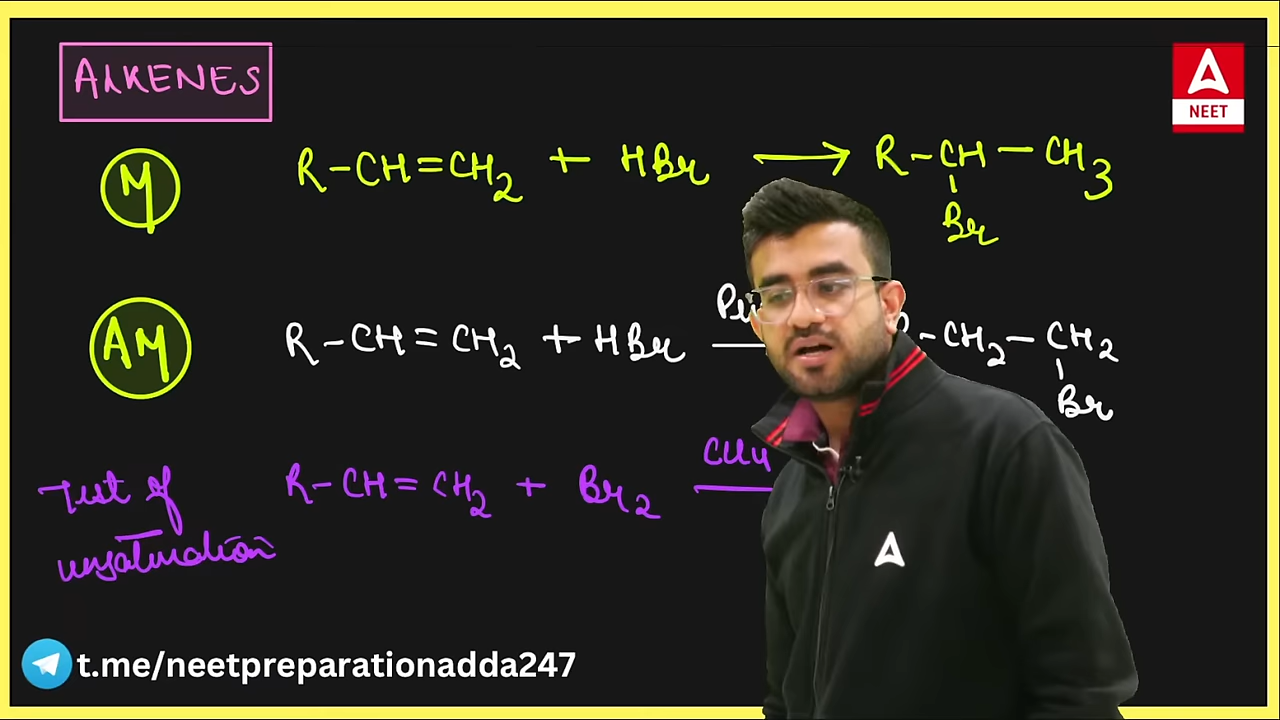 ALKENES
NEET
M R-CH=CH2 + HBr ⟶ R-CH-CH3
Br
AM R-CH=CH2 + HBr -CH2-CH2
Br
CCl4
Test of R-CH=CH2 + Br2
unsaturation
t.me/neetpreparationadda247